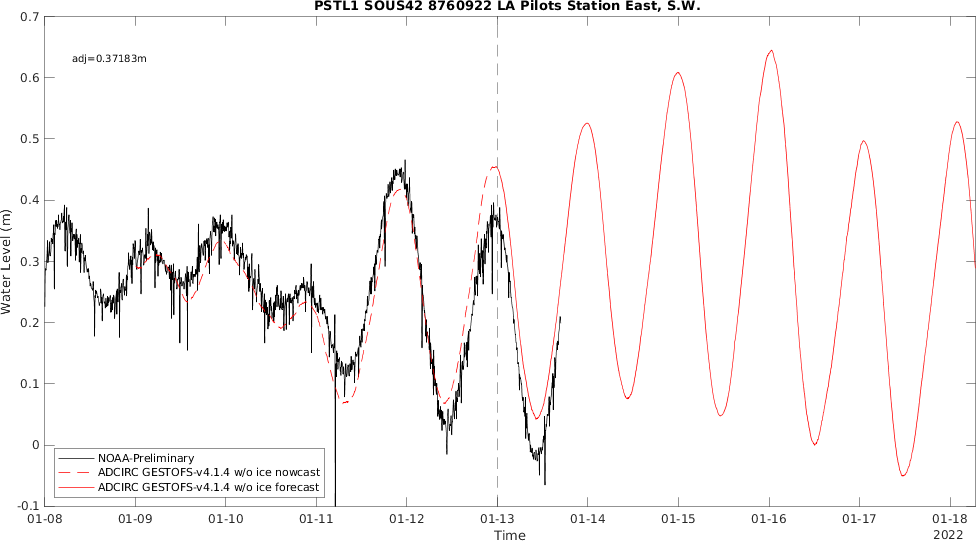 PSTL1 SOUS42 8760922 LA Pilots Station East, S.W.
adj=0.37183m
0.7
0.6
0.5
0.4
0.3
0.2
0.1
0
-0.1
Water Level (m)
NOAA-Preliminary
ADCIRC GESTOFS-v4.1.4 w/o ice nowcast
ADCIRC GESTOFS-v4.1.4 w/o ice forecast
01-08 01-09 01-10 01-11 01-12 01-13 01-14 01-15 01-16 01-17 01-18
Time
2022